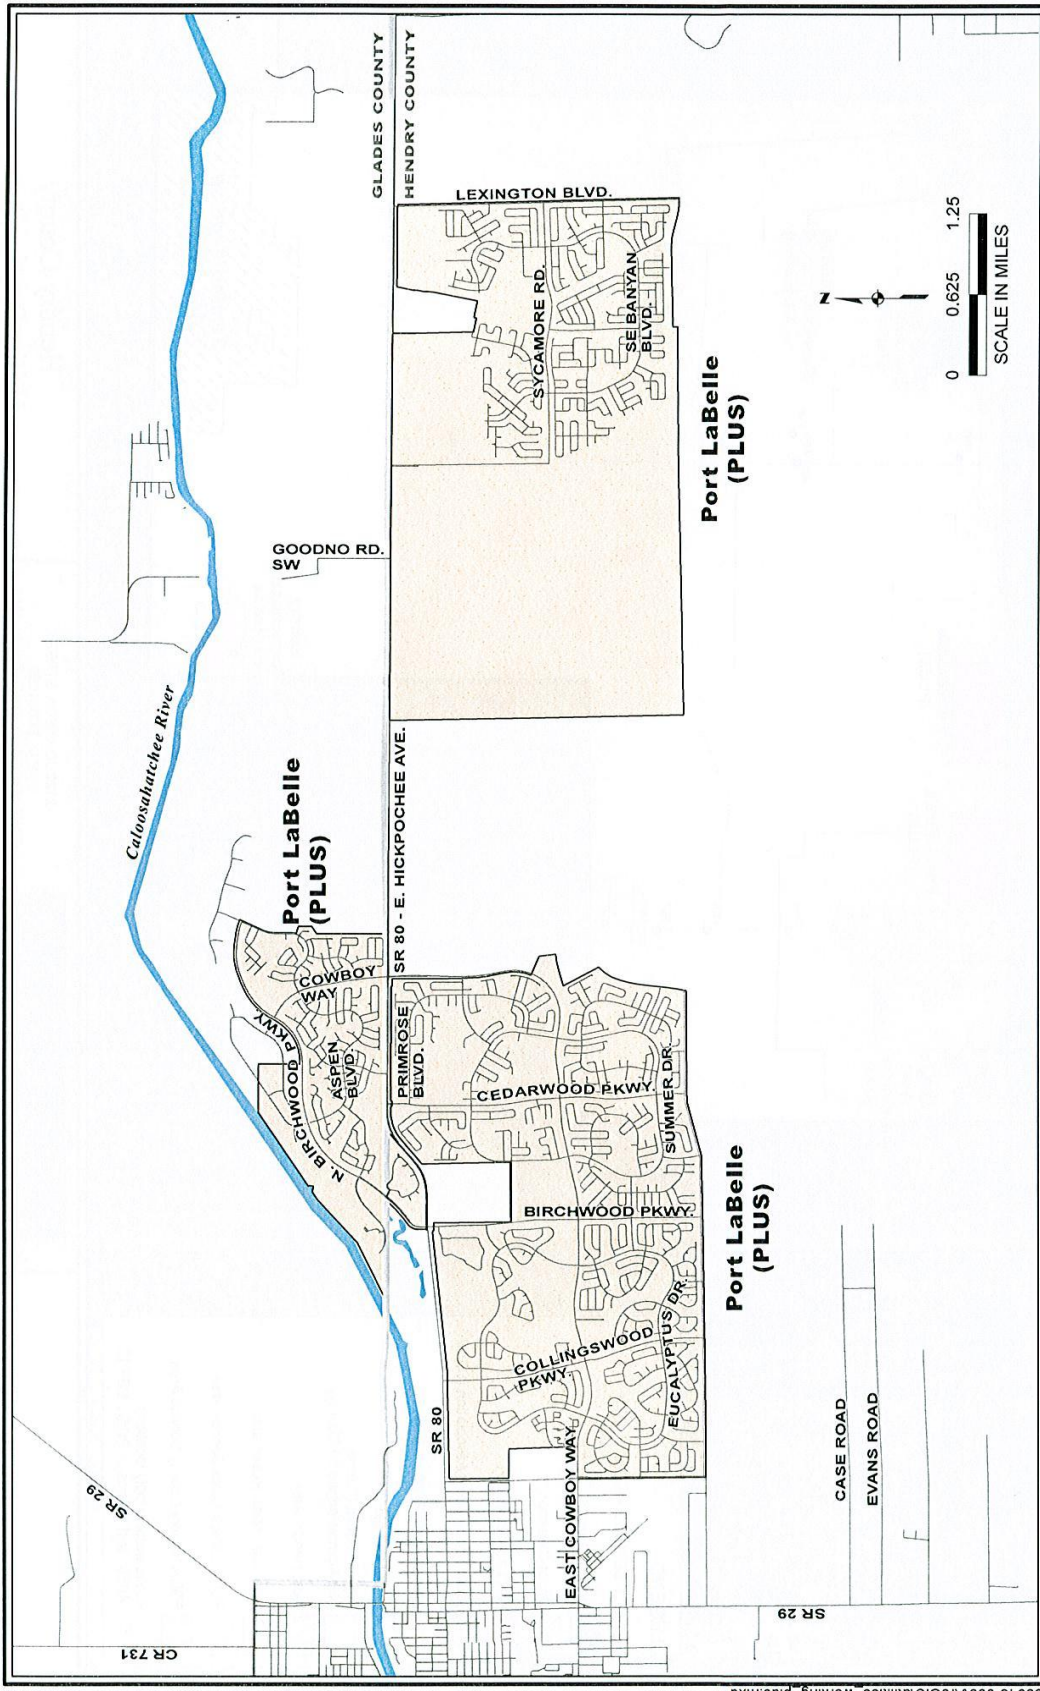 GLADES COUNTY
HENDRY COUNTY
LEXINGTON BLVD.
SYCAMORE RD.
SE BANYAN
BLVD.
Port LaBelle
(PLUS)
Z
0 0.625 1.25
SCALE IN MILES
GOODNO RD.
SW
Caloosahatchee River
SR 80 - E. HICKPOCHEE AVE.
Port LaBelle
(PLUS)
COWBOY
WAY
N. BIRCHWOOD PKWY.
ASPEN
BLVD.
PRIMROSE
BLVD.
CEDARWOOD PKWY.
SUMMER DR.
BIRCHWOOD PKWY.
Port LaBelle
(PLUS)
COLLINGSWOOD
PKWY.
EUCALYPTUS DR.
SR 80
EAST COWBOY WAY
CASE ROAD
EVANS ROAD
SR 29
SR 29
CR 731